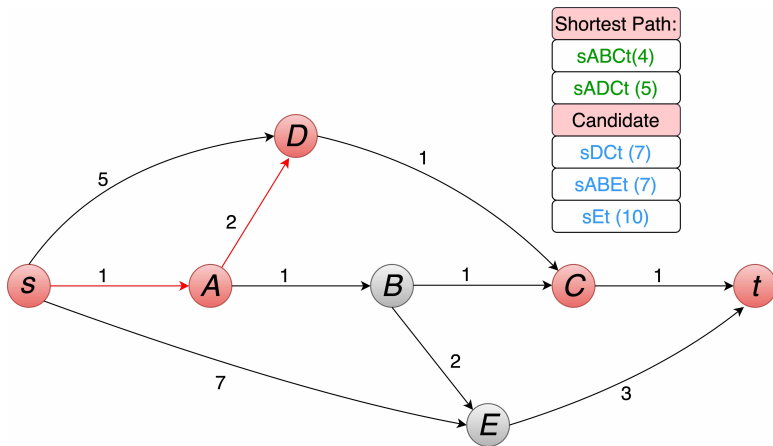 Shortest Path:
sABCt(4)
sADCt (5)
Candidate
sDCt (7)
sABEt (7)
sEt (10)
D
5
1
2
s
1
A
1
B
1
C
1
t
2
7
3
E